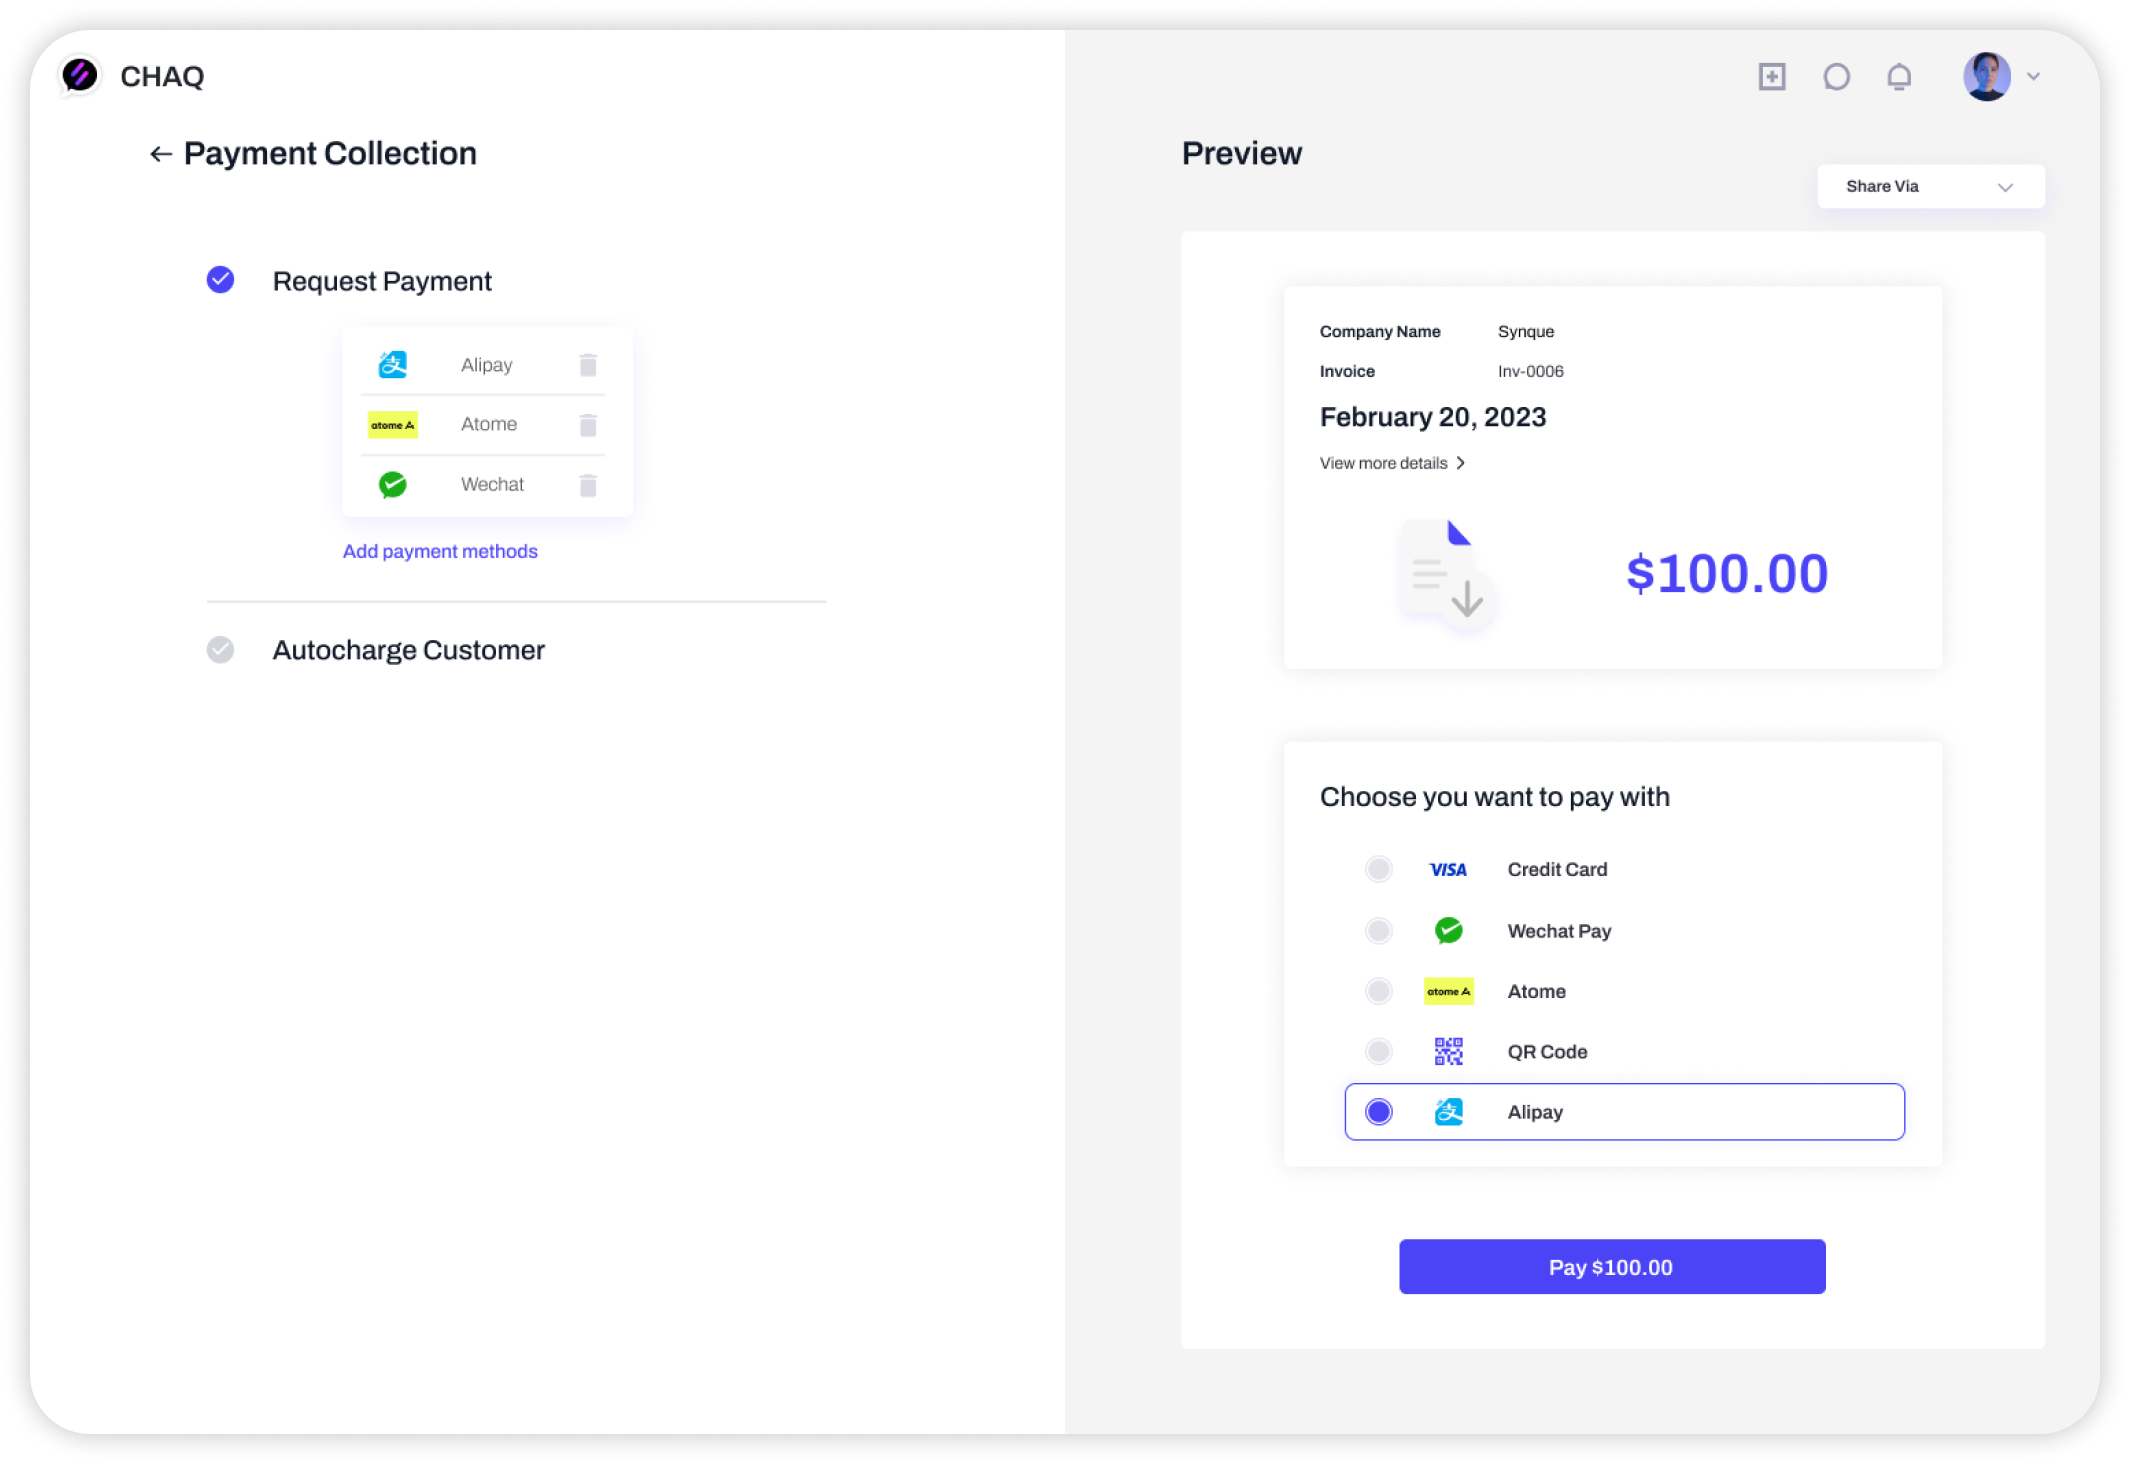 CHAQ
Payment Collection
Request Payment
Alipay
atome A Atome
Wechat
Add payment methods
Autocharge Customer
Preview
Share Via
Company Name Synque
Invoice Inv-0006
February 20, 2023
View more details
$100.00
Choose you want to pay with
VISA Credit Card
Wechat Pay
atome A Atome
QR Code
支 Alipay
Pay $100.00